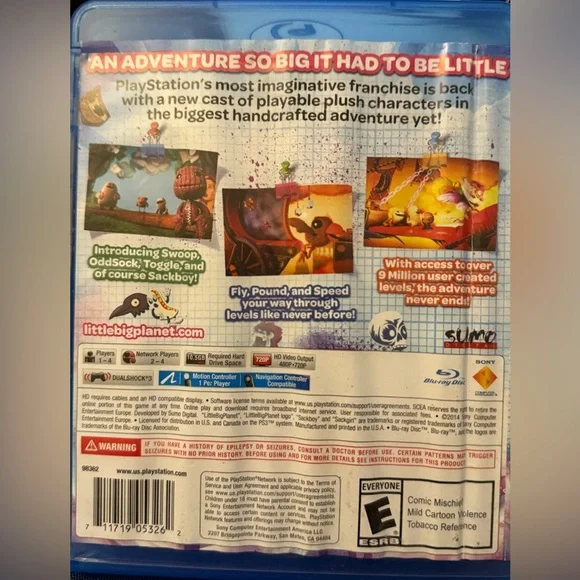 AN ADVENTURE SO BIG IT HAD TO BE LITTLE
PlayStation's most imaginative franchise is back
with a new cast of playable plush characters in
the biggest handcrafted adventure yet!
Introducing Swoop,
OddSock, Toggle, and
of course Sackboy!
Fly, Pound, and Speed
your way through
levels like never before!
With access to over
9 Million user created
levels, the adventure
never ends!
littlebigplanet.com
SUMO
Players
1-4
Network Players
2-4
10.5GB Required Hard
Drive Space
720P HD Video Output
480P-720P
DUALSHOCK®3
Motion Controller
1 Per Player
Navigation Controller
Compatible
Blu-ray Disc
SONY
COMPUTER
HD requires cables and an HD compatible display. • Software license terms available at www.us.playstation.com/support/useragreements. SCEA reserves the right to retire the
online portion of this game at any time. Online play and download requires broadband internet service. User responsible for associated fees. • ©2014 Sony Computer
Entertainment Europe. Developed by Sumo Digital. "LittleBigPlanet", "LittleBigPlanet logo", "Sackboy" and "Sackgirl" are trademarks or registered trademarks of Sony Computer
Entertainment Europe. • Licensed for distribution in U.S. and Canada on the PS3™ system. Manufactured and printed in the U.S.A. Blu-ray Disc™, Blu-ray™, and the logos are
trademarks of the Blu-ray Disc Association.
WARNING
IF YOU HAVE A HISTORY OF EPILEPSY OR SEIZURES, CONSULT A DOCTOR BEFORE USE. CERTAIN PATTERNS MAY TRIGGER
SEIZURES WITH NO PRIOR HISTORY. BEFORE USING AND FOR MORE DETAILS SEE INSTRUCTIONS FOR THIS PRODUCT
98362
www.us.playstation.com
7 11719 05326 2
Use of the PlayStation®Network is subject to the Terms of
Service and User Agreement and applicable privacy policy,
see www.us.playstation.com/support/useragreements.
Children under 18 must have parental consent to establish
a Sony Entertainment Network Account and may not be
able to access certain content or services. PlayStation
Network features and offerings may change without notice.
Sony Computer Entertainment America LLC
2207 Bridgepointe Parkway, San Mateo, CA 94404
EVERYONE
E
ESRB
Comic Mischief
Mild Cartoon Violence
Tobacco Reference